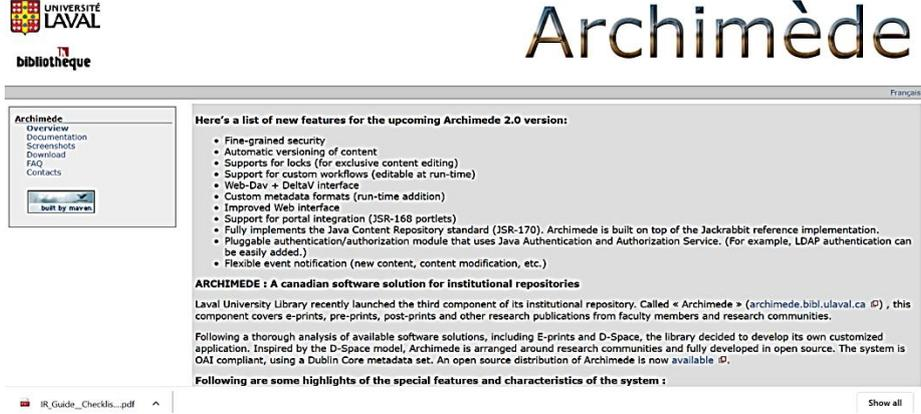 UNIVERSITÉ
LAVAL
bibliothèque
Archimède
Français
Archimède
Overview
Documentation
Screenshots
Download
FAQ
Contacts
built by maven
Here's a list of new features for the upcoming Archimede 2.0 version:
• Fine-grained security
• Automatic versioning of content
• Supports for locks (for exclusive content editing)
• Support for custom workflows (editable at run-time)
• Web-Dav + DeltaV interface
• Custom metadata formats (run-time addition)
• Improved Web interface
• Support for portal integration (JSR-168 portlets)
• Fully implements the Java Content Repository standard (JSR-170). Archimede is built on top of the Jackrabbit reference implementation.
• Pluggable authentication/authorization module that uses Java Authentication and Authorization Service. (For example, LDAP authentication can
be easily added.)
• Flexible event notification (new content, content modification, etc.)
ARCHIMEDE : A canadian software solution for institutional repositories
Laval University Library recently launched the third component of its institutional repository. Called « Archimede » (archimede.bibl.ulaval.ca) , this
component covers e-prints, pre-prints, post-prints and other research publications from faculty members and research communities.
Following a thorough analysis of available software solutions, including E-prints and D-Space, the library decided to develop its own customized
application. Inspired by the D-Space model, Archimede is arranged around research communities and fully developed in open source. The system is
OAI compliant, using a Dublin Core metadata set. An open source distribution of Archimede is now available .
Following are some highlights of the special features and characteristics of the system :
IR_Guide__Checklis....pdf
Show all